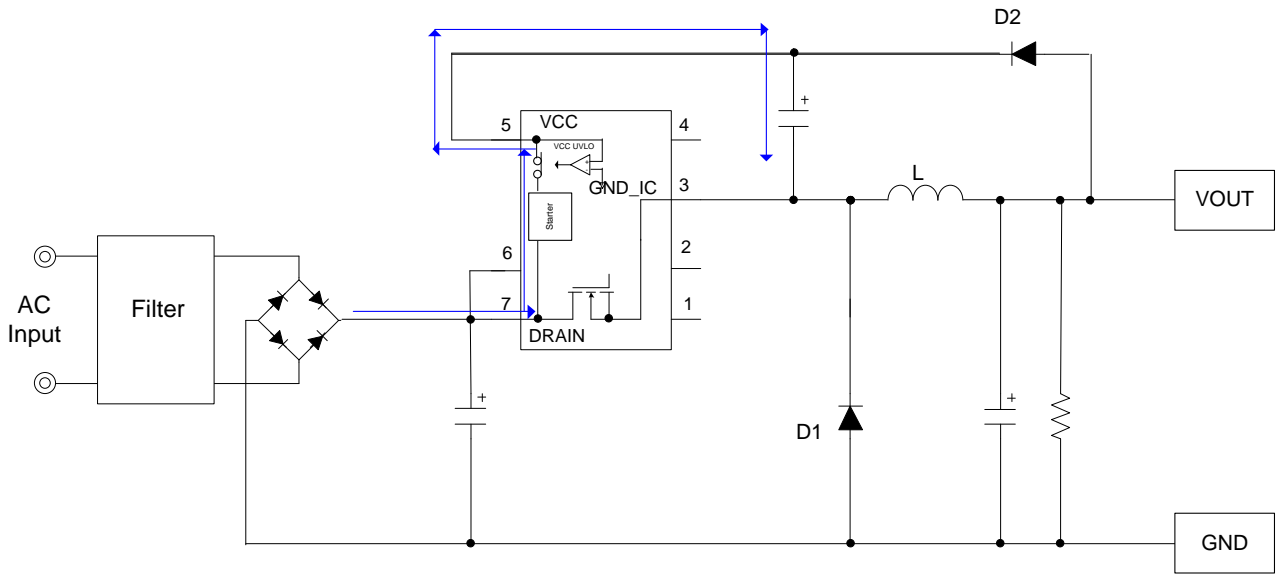 D2
5
VCC
4
VCC UVLO
+
GND_IC
3
L
VOUT
Starter
6
2
AC
Input
Filter
7
1
DRAIN
+
+
D1
GND